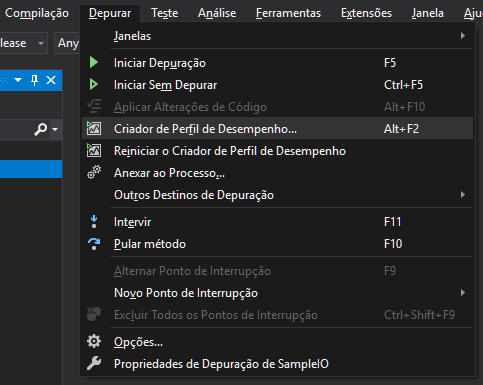 Compilação Depurar Teste Análise Ferramentas Extensões Janela
lease Any
Janelas
Iniciar Depuração F5
Iniciar Sem Depurar Ctrl+F5
Aplicar Alterações de Código Alt+F10
Criador de Perfil de Desempenho... Alt+F2
Reiniciar o Criador de Perfil de Desempenho
Anexar ao Processo...
Outros Destinos de Depuração
Intervir F11
Pular método F10
Alternar Ponto de Interrupção F9
Novo Ponto de Interrupção
Excluir Todos os Pontos de Interrupção Ctrl+Shift+F9
Opções...
Propriedades de Depuração de SampleIO